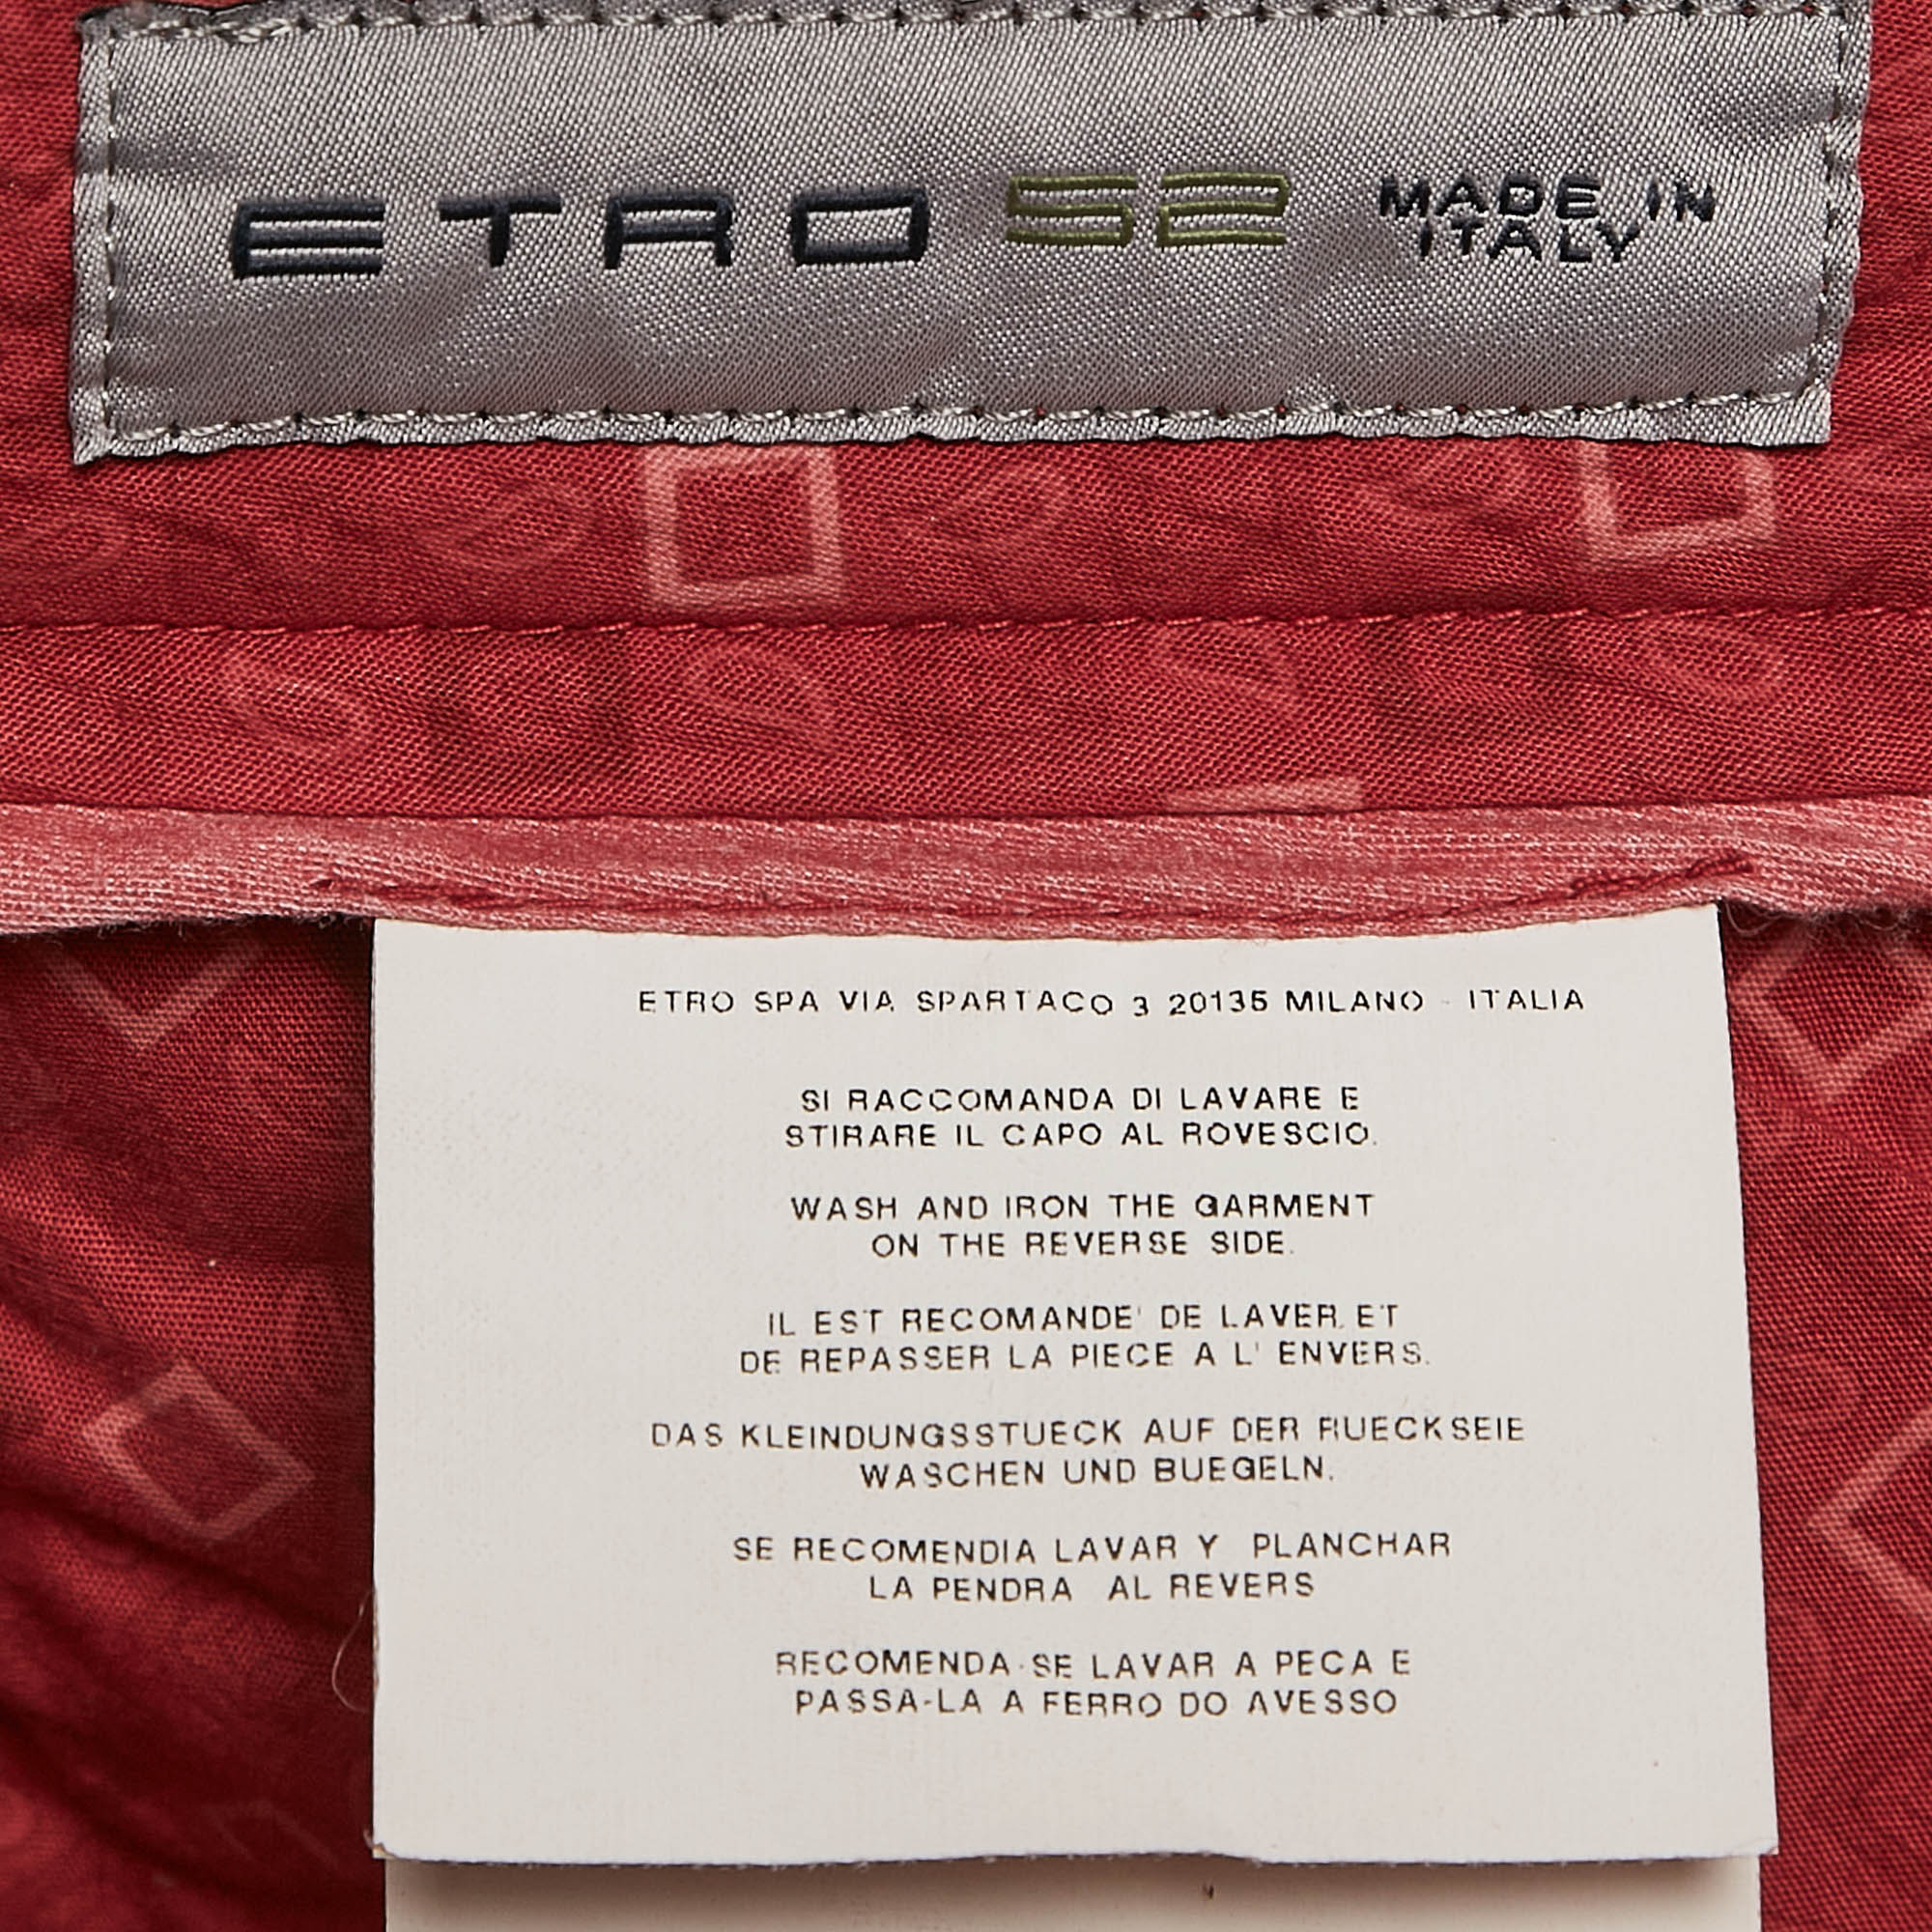 ETRO 52 MADE IN
ITALY
ETRO SPA VIA SPARTACO 3 20135 MILANO - ITALIA
SI RACCOMANDA DI LAVARE E
STIRARE IL CAPO AL ROVESCIO.
WASH AND IRON THE GARMENT
ON THE REVERSE SIDE.
IL EST RECOMANDE' DE LAVER ET
DE REPASSER LA PIECE A L' ENVERS.
DAS KLEINDUNGSSTUECK AUF DER RUECKSEIE
WASCHEN UND BUEGELN.
SE RECOMENDIA LAVAR Y PLANCHAR
LA PENDRA AL REVERS
RECOMENDA-SE LAVAR A PECA E
PASSA-LA A FERRO DO AVESSO